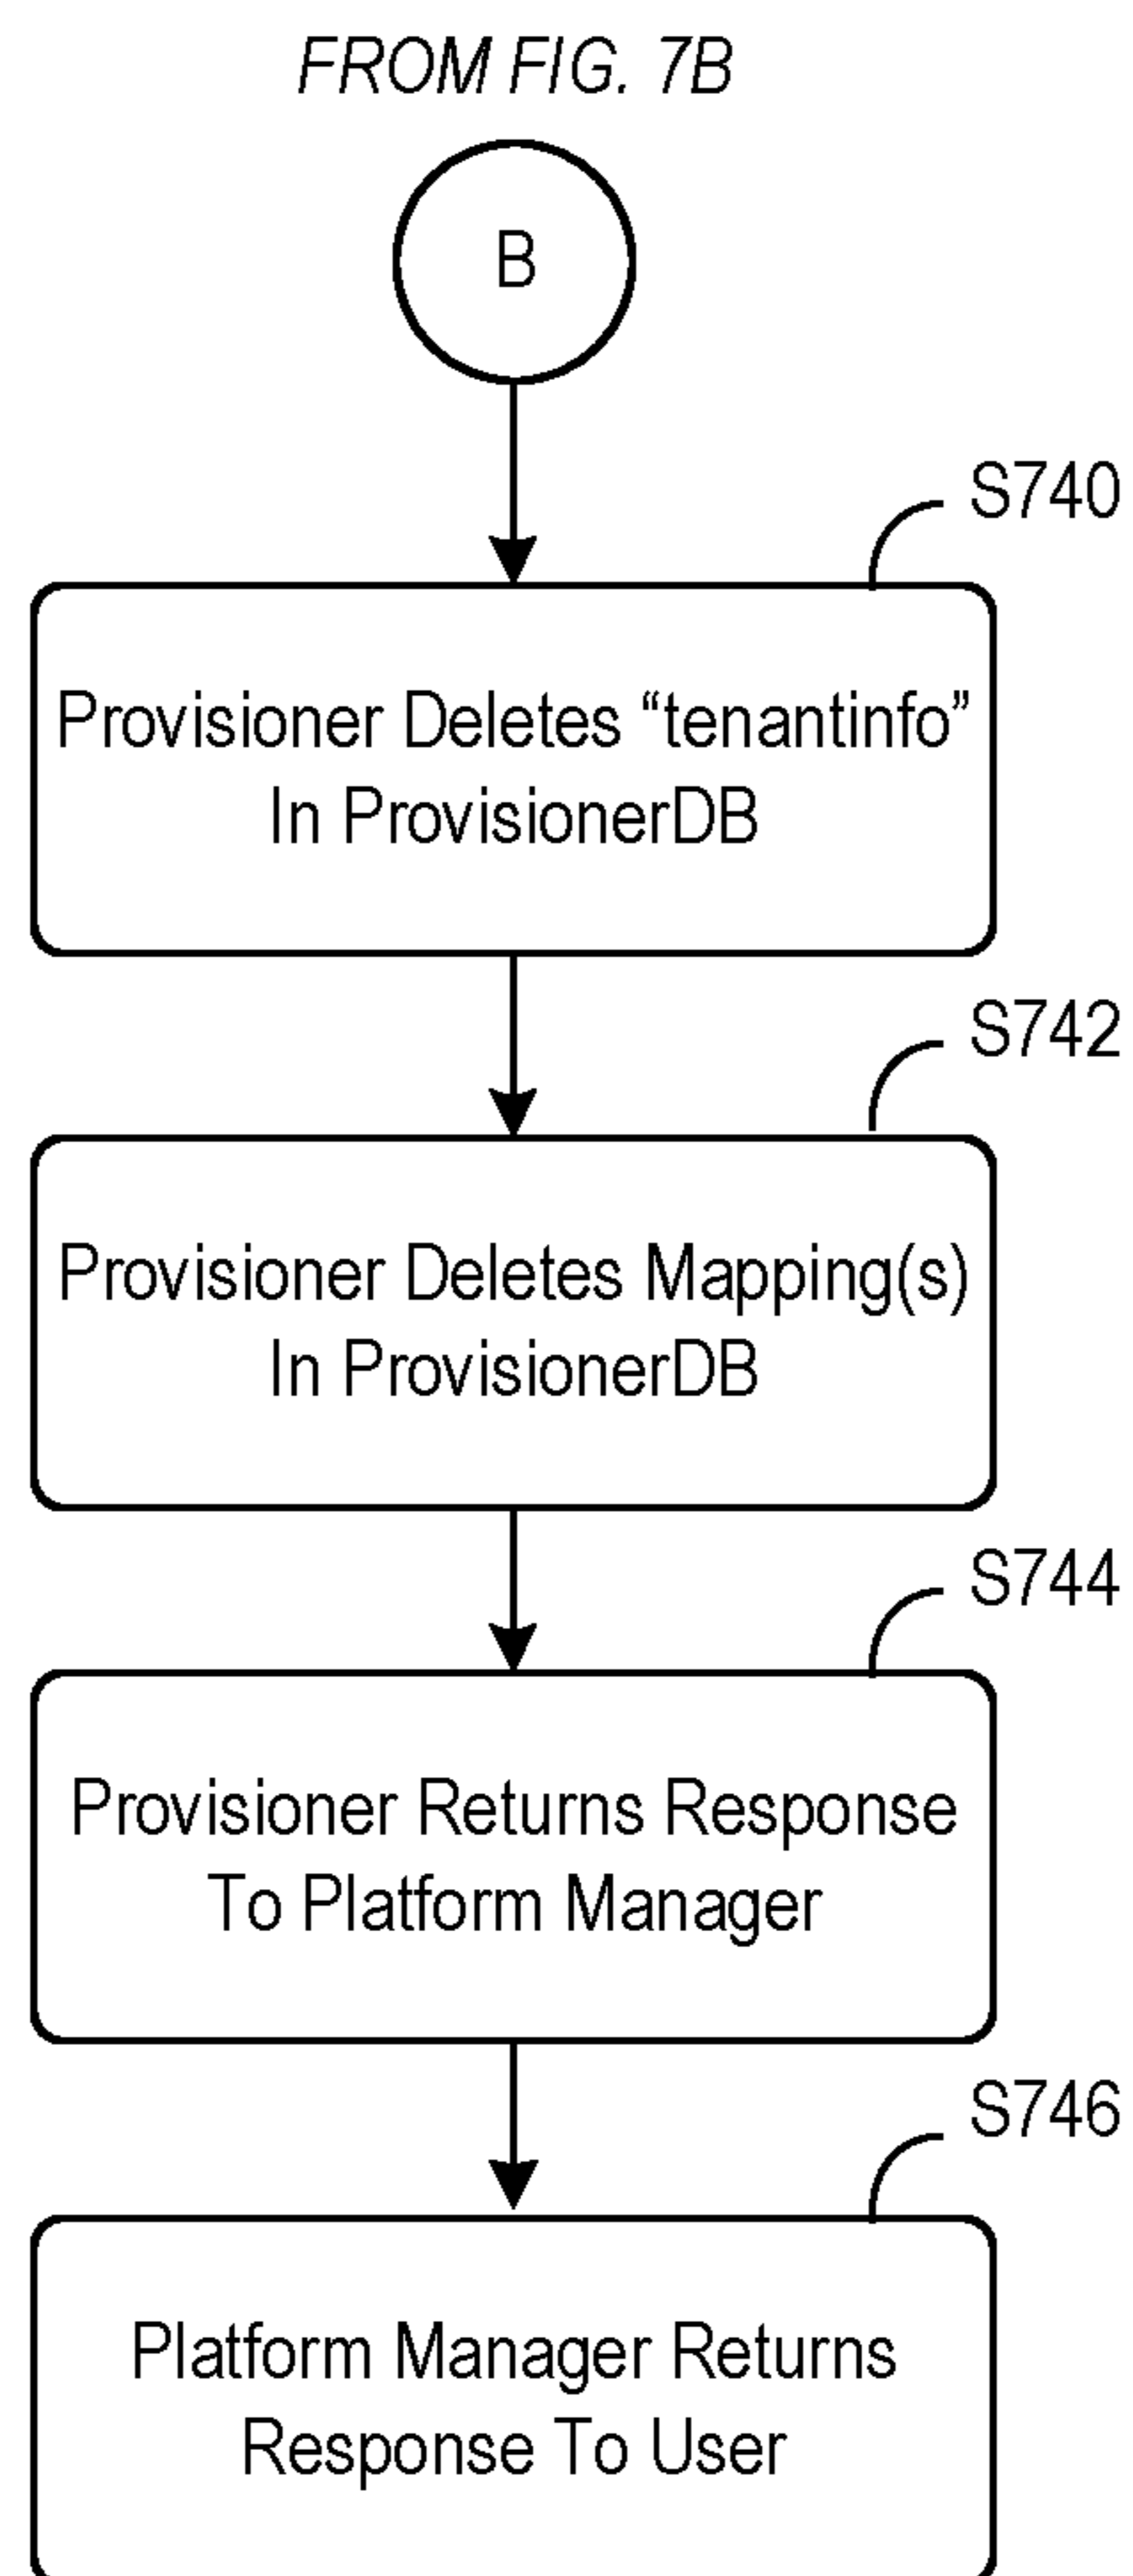 FROM FIG. 7B
B
S740
Provisioner Deletes “tenantinfo”
In ProvisionerDB
S742
Provisioner Deletes Mapping(s)
In ProvisionerDB
S744
Provisioner Returns Response
To Platform Manager
S746
Platform Manager Returns
Response To User